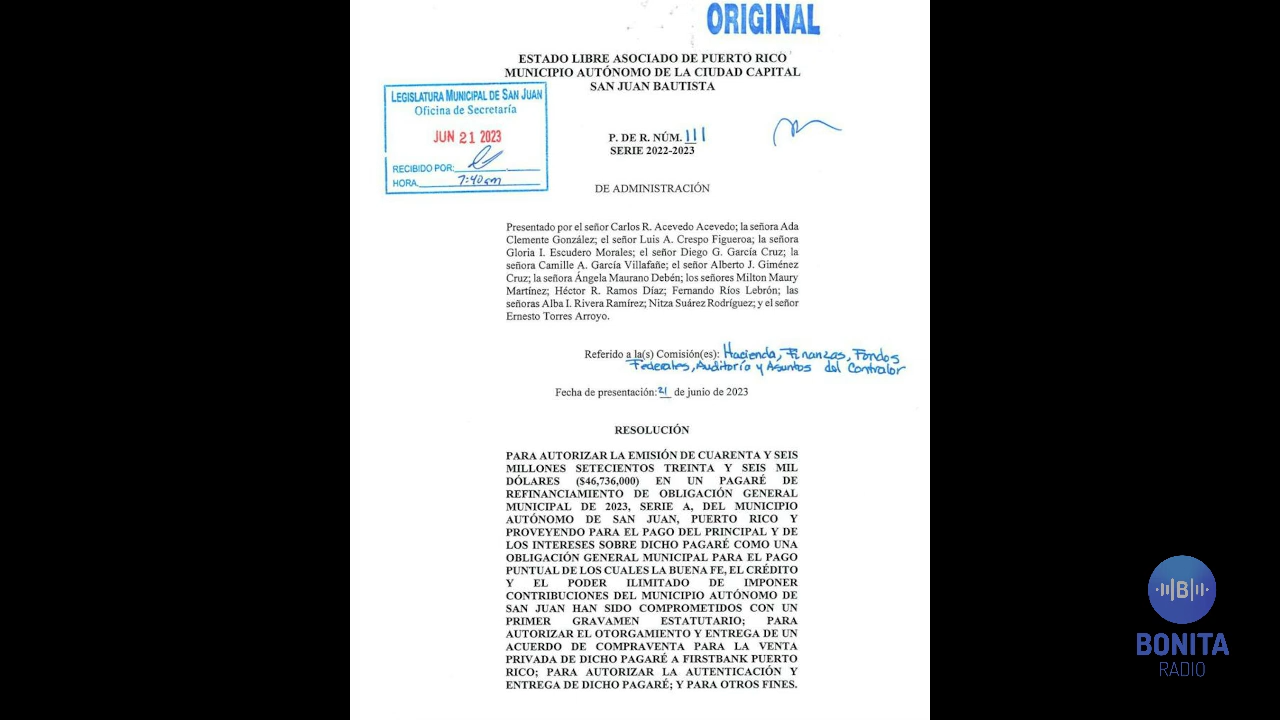 ORIGINAL
ESTADO LIBRE ASOCIADO DE PUERTO RICO
MUNICIPIO AUTÓNOMO DE LA CIUDAD CAPITAL
SAN JUAN BAUTISTA
LEGISLATURA MUNICIPAL DE SAN JUAN
Oficina de Secretaría
JUN 21 2023
RECIBIDO POR:
HORA 7:40am
P. DE R. NÚM. 111
SERIE 2022-2023
DE ADMINISTRACIÓN
Presentado por el señor Carlos R. Acevedo Acevedo; la señora Ada
Clemente González; el señor Luis A. Crespo Figueroa; la señora
Gloria I. Escudero Morales; el señor Diego G. García Cruz; la
señora Camille A. García Villafañe; el señor Alberto J. Giménez
Cruz; la señora Ángela Maurano Debén; los señores Milton Maury
Martínez; Héctor R. Ramos Díaz; Fernando Ríos Lebrón; las
señoras Alba I. Rivera Ramírez; Nitza Suárez Rodríguez; y el señor
Ernesto Torres Arroyo.
Referido a la(s) Comisión(es): Hacienda, Finanzas, Fondos
Federales, Auditoría y Asuntos del Contralor
Fecha de presentación: 21 de junio de 2023
RESOLUCIÓN
PARA AUTORIZAR LA EMISIÓN DE CUARENTA Y SEIS
MILLONES SETECIENTOS TREINTA Y SEIS MIL
DÓLARES ($46,736,000) EN UN PAGARÉ DE
REFINANCIAMIENTO DE OBLIGACIÓN GENERAL
MUNICIPAL DE 2023, SERIE A, DEL MUNICIPIO
AUTÓNOMO DE SAN JUAN, PUERTO RICO Y
PROVEYENDO PARA EL PAGO DEL PRINCIPAL Y DE
LOS INTERESES SOBRE DICHO PAGARÉ COMO UNA
OBLIGACIÓN GENERAL MUNICIPAL PARA EL PAGO
PUNTUAL DE LOS CUALES LA BUENA FE, EL CRÉDITO
Y EL PODER ILIMITADO DE IMPONER
CONTRIBUCIONES DEL MUNICIPIO AUTÓNOMO DE
SAN JUAN HAN SIDO COMPROMETIDOS CON UN
PRIMER GRAVAMEN ESTATUTARIO; PARA
AUTORIZAR EL OTORGAMIENTO Y ENTREGA DE UN
ACUERDO DE COMPRAVENTA PARA LA VENTA
PRIVADA DE DICHO PAGARÉ A FIRSTBANK PUERTO
RICO; PARA AUTORIZAR LA AUTENTICACIÓN Y
ENTREGA DE DICHO PAGARÉ; Y PARA OTROS FINES.
B
BONITA
RADIO